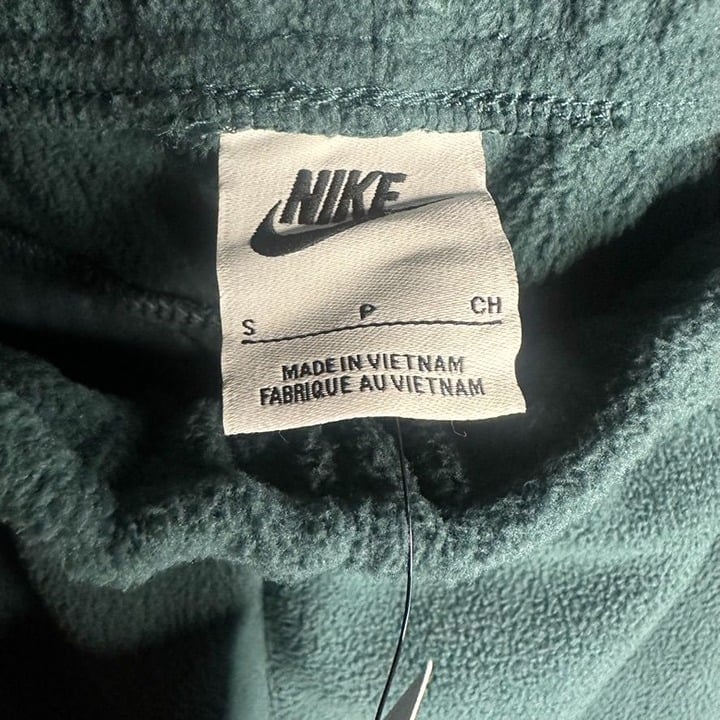 NIKE
S P CH
MADE IN VIETNAM
FABRIQUE AU VIETNAM